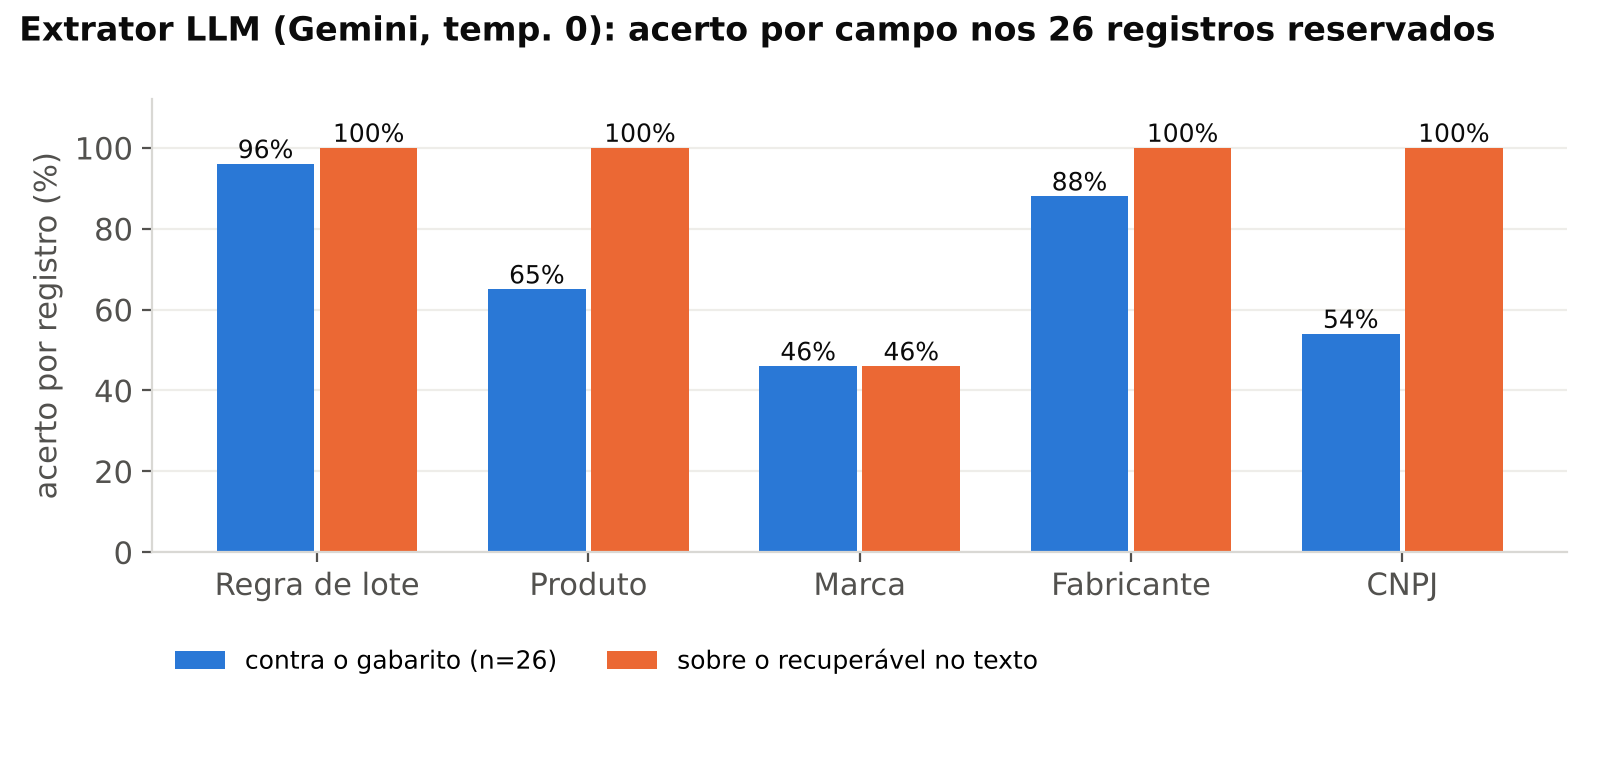 Extrator LLM (Gemini, temp. 0): acerto por campo nos 26 registros reservados
acerto por registro (%)
100
80
60
40
20
0
96% 100%
65% 100%
46% 46%
88% 100%
54% 100%
Regra de lote Produto Marca Fabricante CNPJ
contra o gabarito (n=26) sobre o recuperável no texto